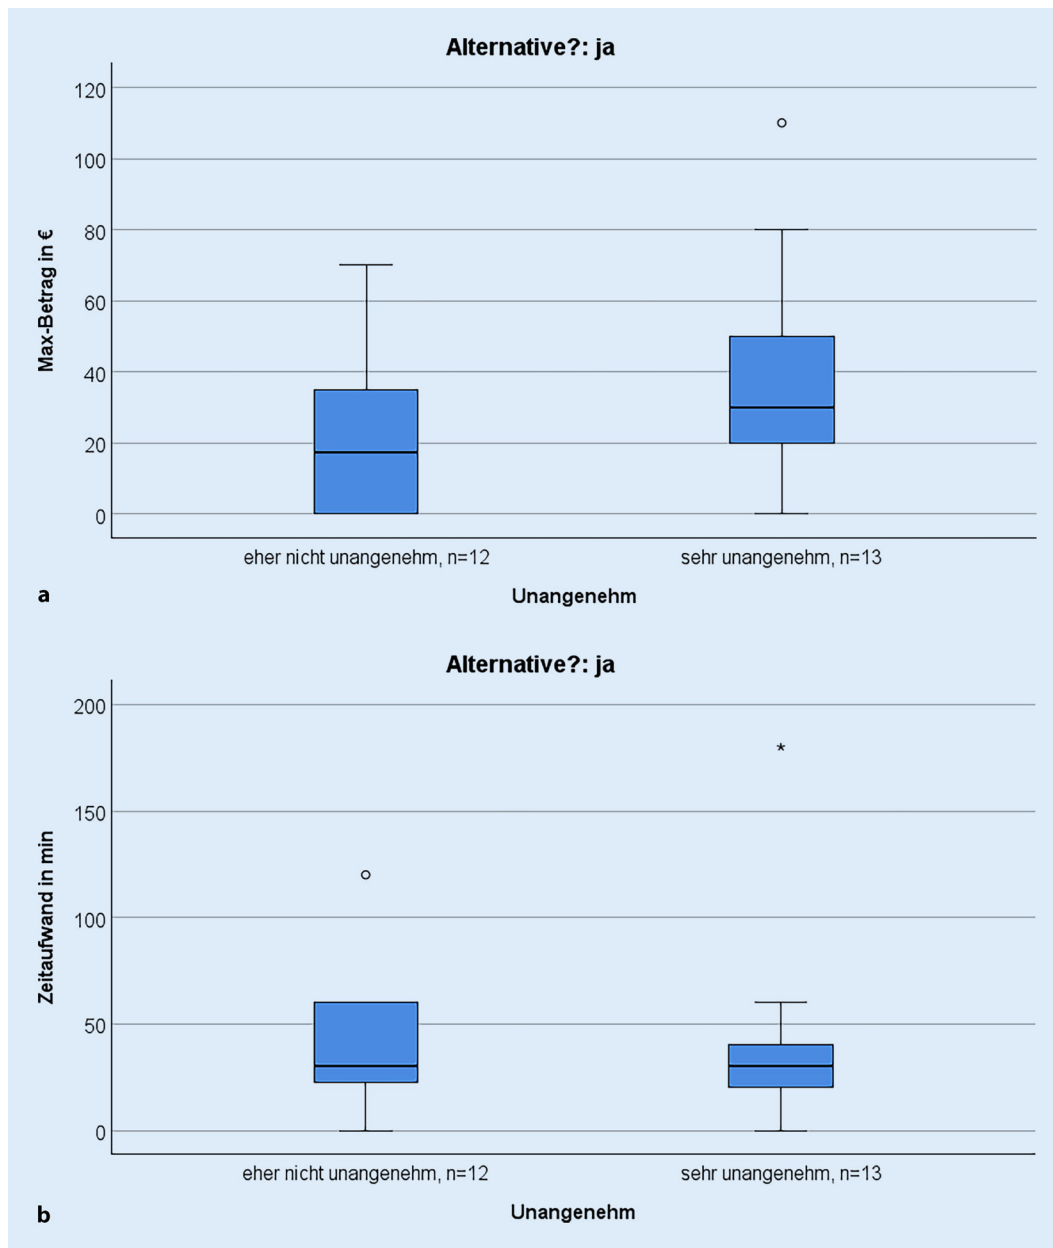 Alternative?: ja
Max-Betrag in €
120
100
80
60
40
20
0
eher nicht unangenehm, n=12
sehr unangenehm, n=13
Unangenehm
a
Alternative?: ja
Zeitaufwand in min
200
150
100
50
0
eher nicht unangenehm, n=12
sehr unangenehm, n=13
Unangenehm
b